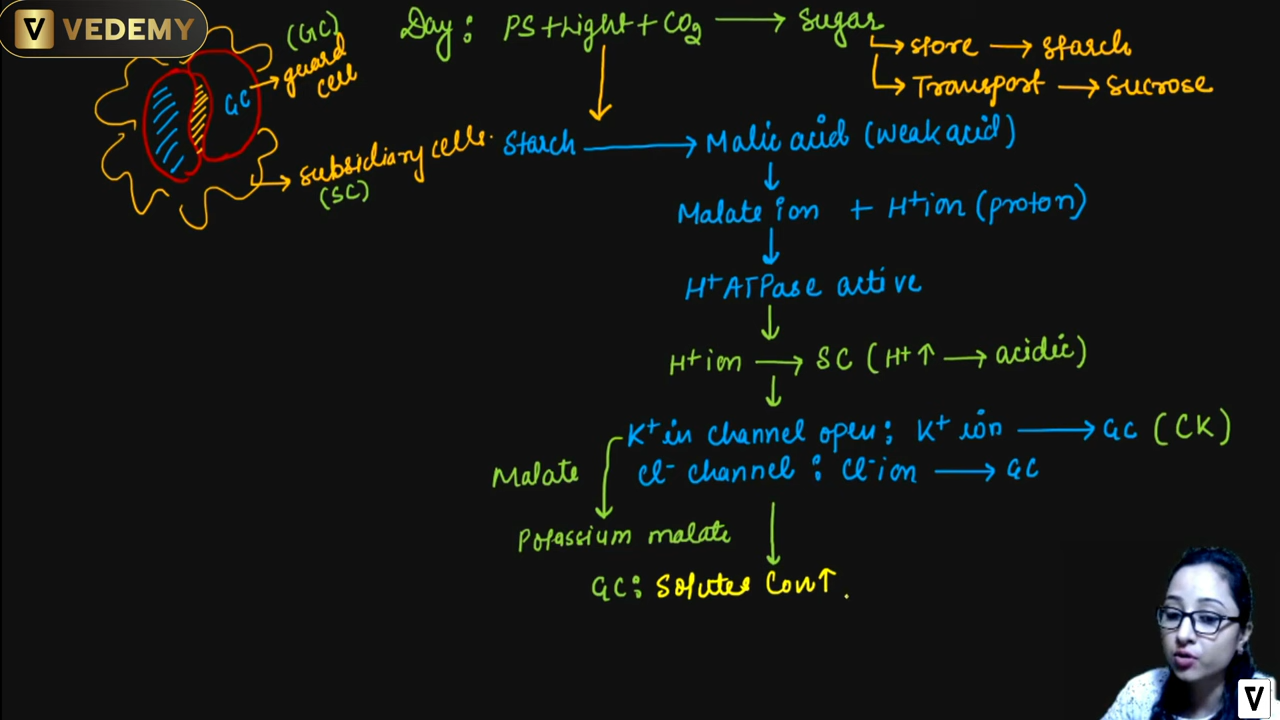 V VEDEMY
(GC)
guard
cell
GC
subsidiary cells.
(SC)
Day: PS + Light + CO2 → Sugar
→ store → starch
→ Transport → Sucrose
Starch → Malic acid (weak acid)
↓
Malate ion + H+ ion (proton)
↓
H+ ATPase active
↓
H+ ion → SC (H+ ↑ → acidic)
↓
K+ in channel open: K+ ion → GC (CK)
Cl- channel : Cl- ion → GC
Malate
Potassium malate
GC: Solutes Con↑.
V